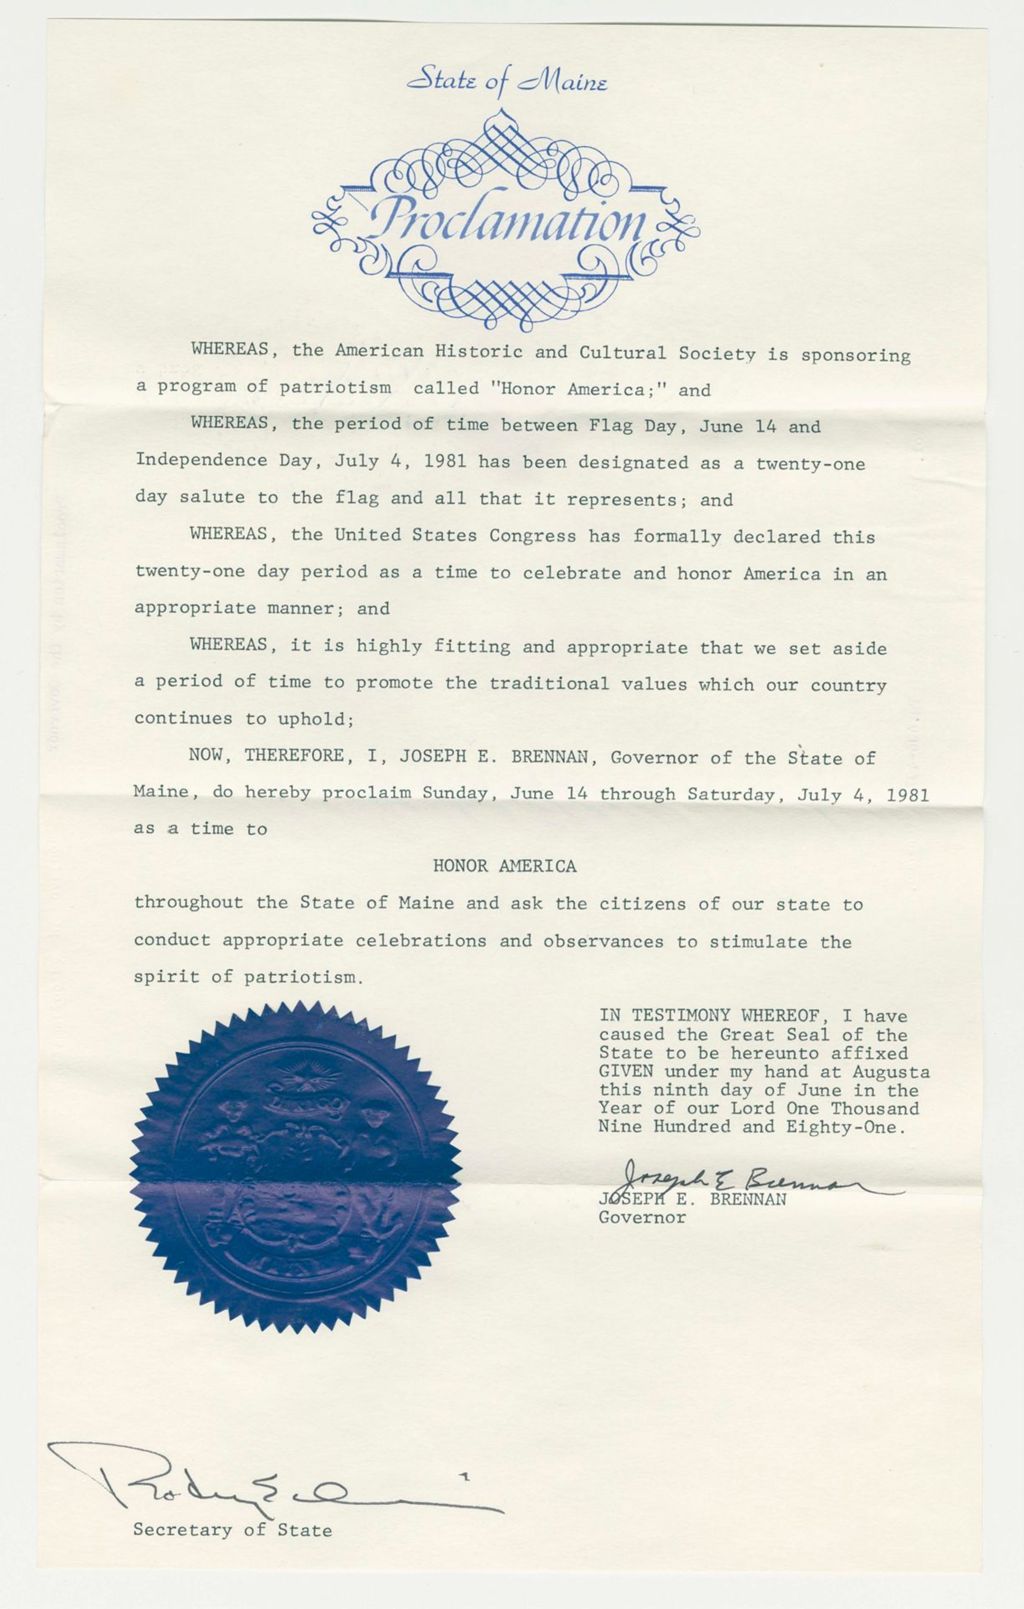 State of Maine
Proclamation
WHEREAS, the American Historic and Cultural Society is sponsoring
a program of patriotism called "Honor America;" and
WHEREAS, the period of time between Flag Day, June 14 and
Independence Day, July 4, 1981 has been designated as a twenty-one
day salute to the flag and all that it represents; and
WHEREAS, the United States Congress has formally declared this
twenty-one day period as a time to celebrate and honor America in an
appropriate manner; and
WHEREAS, it is highly fitting and appropriate that we set aside
a period of time to promote the traditional values which our country
continues to uphold;
NOW, THEREFORE, I, JOSEPH E. BRENNAN, Governor of the State of
Maine, do hereby proclaim Sunday, June 14 through Saturday, July 4, 1981
as a time to
HONOR AMERICA
throughout the State of Maine and ask the citizens of our state to
conduct appropriate celebrations and observances to stimulate the
spirit of patriotism.
IN TESTIMONY WHEREOF, I have
caused the Great Seal of the
State to be hereunto affixed
GIVEN under my hand at Augusta
this ninth day of June in the
Year of our Lord One Thousand
Nine Hundred and Eighty-One.
Joseph E Brennan
JOSEPH E. BRENNAN
Governor
Secretary of State